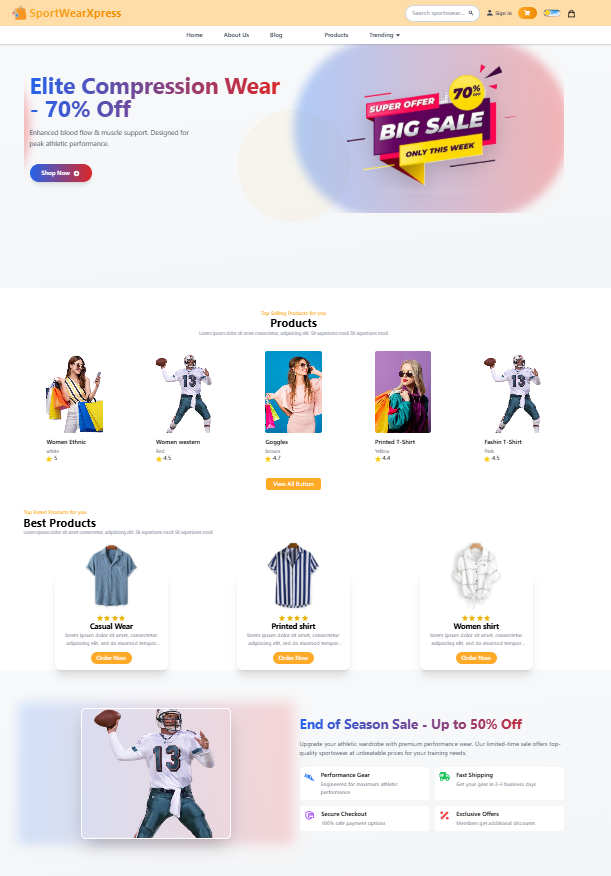 SportWearXpress
Search sportswear...
Sign In
Home
About Us
Blog
Products
Trending
Elite Compression Wear
- 70% Off
Enhanced blood flow & muscle support. Designed for
peak athletic performance.
Shop Now
SUPER OFFER
70%
OFF
BIG SALE
ONLY THIS WEEK
Top Selling Products for you
Products
Lorem ipsum dolor sit amet consectetur, adipisicing elit. Sit asperiores modi Sit asperiores modi
Women Ethnic
white
5
Women western
Red
4.5
Goggles
brown
4.7
Printed T-Shirt
Yellow
4.4
Fashin T-Shirt
Pink
4.5
View All Button
Top Rated Products for you
Best Products
Lorem ipsum dolor sit amet consectetur, adipisicing elit. Sit asperiores modi Sit asperiores modi
Casual Wear
lorem ipsum dolor sit amet, consectetur
adipiscing elit, sed do eiusmod tempor...
Order Now
Printed shirt
lorem ipsum dolor sit amet, consectetur
adipiscing elit, sed do eiusmod tempor...
Order Now
Women shirt
lorem ipsum dolor sit amet, consectetur
adipiscing elit, sed do eiusmod tempor...
Order Now
13
End of Season Sale - Up to 50% Off
Upgrade your athletic wardrobe with premium performance wear. Our limited-time sale offers top-
quality sportswear at unbeatable prices for your training needs.
Performance Gear
Engineered for maximum athletic
performance
Fast Shipping
Get your gear in 2-3 business days
Secure Checkout
100% safe payment options
Exclusive Offers
Members get additional discounts